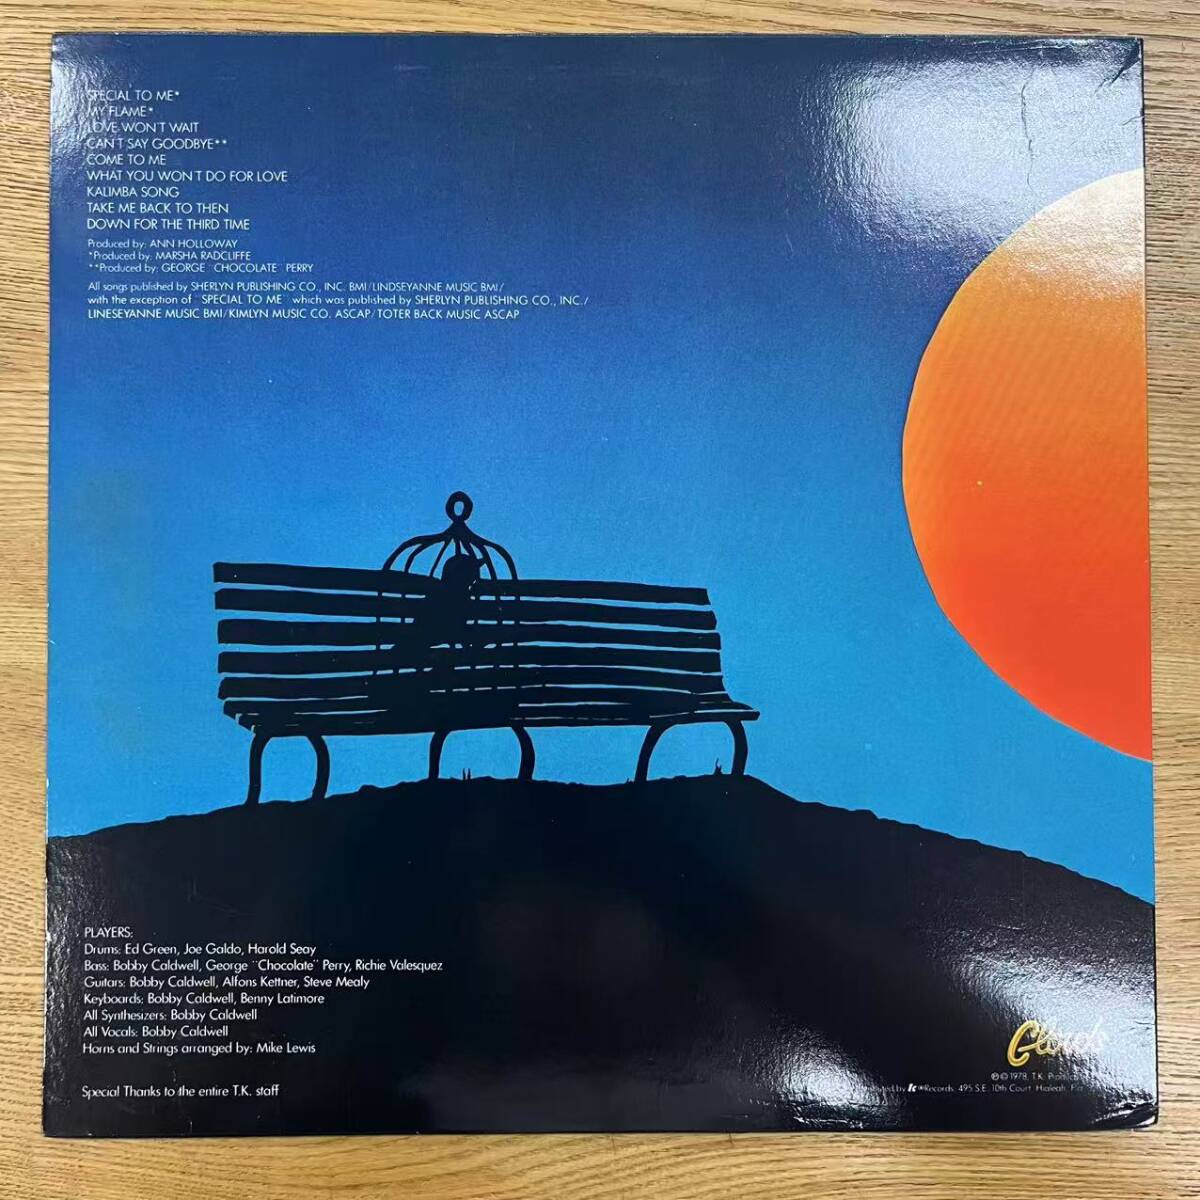 SPECIAL TO ME*
MY FLAME*
LOVE WON'T WAIT
CAN'T SAY GOODBYE**
COME TO ME
WHAT YOU WON'T DO FOR LOVE
KALIMBA SONG
TAKE ME BACK TO THEN
DOWN FOR THE THIRD TIME
Produced by: ANN HOLLOWAY
*Produced by: MARSHA RADCLIFFE
**Produced by: GEORGE "CHOCOLATE" PERRY
All songs published by SHERLYN PUBLISHING CO., INC. BMI/LINDSEYANNE MUSIC BMI/
with the exception of "SPECIAL TO ME" which was published by SHERLYN PUBLISHING CO., INC./
LINESEYANNE MUSIC BMI/KIMLYN MUSIC CO. ASCAP/TOTER BACK MUSIC ASCAP
PLAYERS:
Drums: Ed Green, Joe Galdo, Harold Seay
Bass: Bobby Caldwell, George "Chocolate" Perry, Richie Valesquez
Guitars: Bobby Caldwell, Alfons Kettner, Steve Mealy
Keyboards: Bobby Caldwell, Benny Latimore
All Synthesizers: Bobby Caldwell
All Vocals: Bobby Caldwell
Horns and Strings arranged by: Mike Lewis
Special Thanks to the entire T.K. staff
Clouds
℗© 1978, T.K.
by Records, 495 S.E. 10th Court, Hialeah,